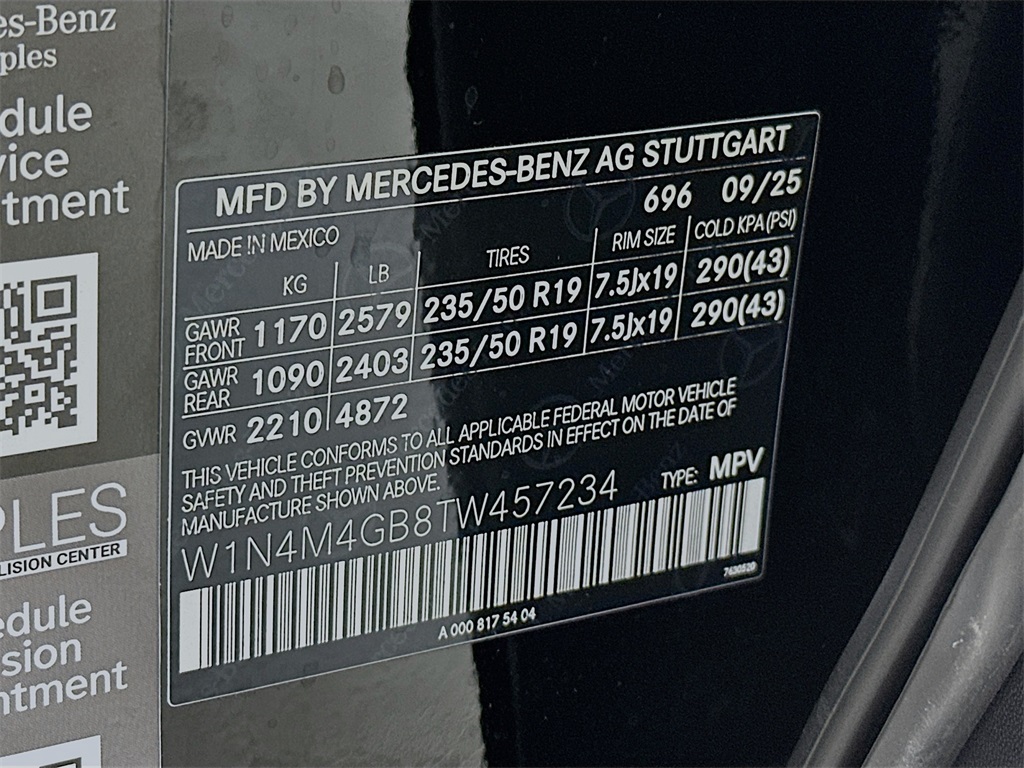 es-Benz
ples
dule
vice
tment
MFD BY MERCEDES-BENZ AG STUTTGART
696 09/25
MADE IN MEXICO
KG LB TIRES RIM SIZE COLD KPA(PSI)
GAWR FRONT 1170 2579 235/50 R19 7.5Jx19 290(43)
GAWR REAR 1090 2403 235/50 R19 7.5Jx19 290(43)
GVWR 2210 4872
THIS VEHICLE CONFORMS TO ALL APPLICABLE FEDERAL MOTOR VEHICLE
SAFETY AND THEFT PREVENTION STANDARDS IN EFFECT ON THE DATE OF
MANUFACTURE SHOWN ABOVE.
TYPE: MPV
W1N4M4GB8TW457234
7630520
A 000 817 54 04
PLES
LISION CENTER
edule
ision
ntment